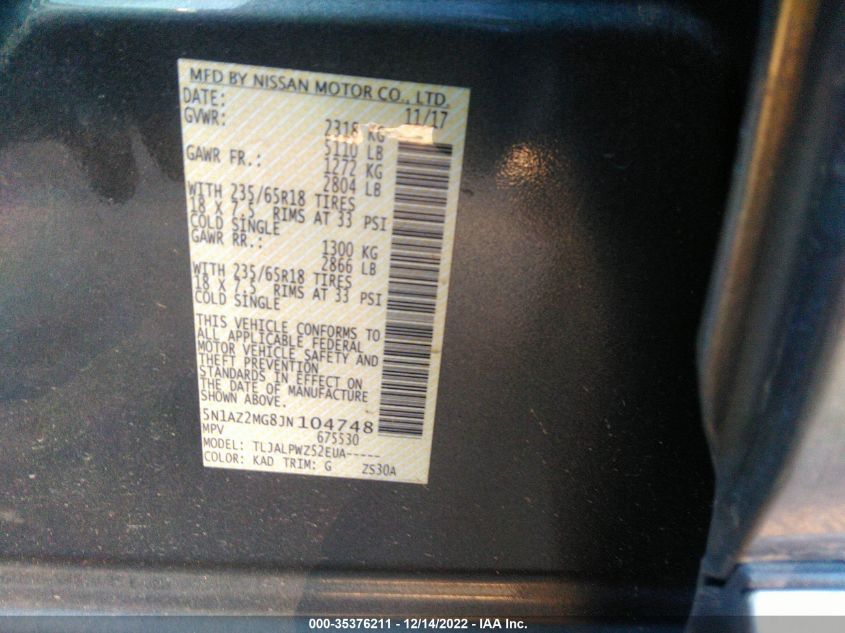 MFD BY NISSAN MOTOR CO., LTD.
DATE: 11/17
GVWR: 2318 KG
5110 LB
GAWR FR.: 1272 KG
2804 LB
WITH 235/65R18 TIRES
18 X 7.5 RIMS AT 33 PSI
COLD SINGLE
GAWR RR.: 1300 KG
2866 LB
WITH 235/65R18 TIRES
18 X 7.5 RIMS AT 33 PSI
COLD SINGLE
THIS VEHICLE CONFORMS TO
ALL APPLICABLE FEDERAL
MOTOR VEHICLE SAFETY AND
THEFT PREVENTION
STANDARDS IN EFFECT ON
THE DATE OF MANUFACTURE
SHOWN ABOVE.
5N1AZ2MG8JN104748
MPV 675530
MODEL: TLJALPWZ52EUA-----
COLOR: KAD TRIM: G ZS30A
000-35376211 - 12/14/2022 - IAA Inc.